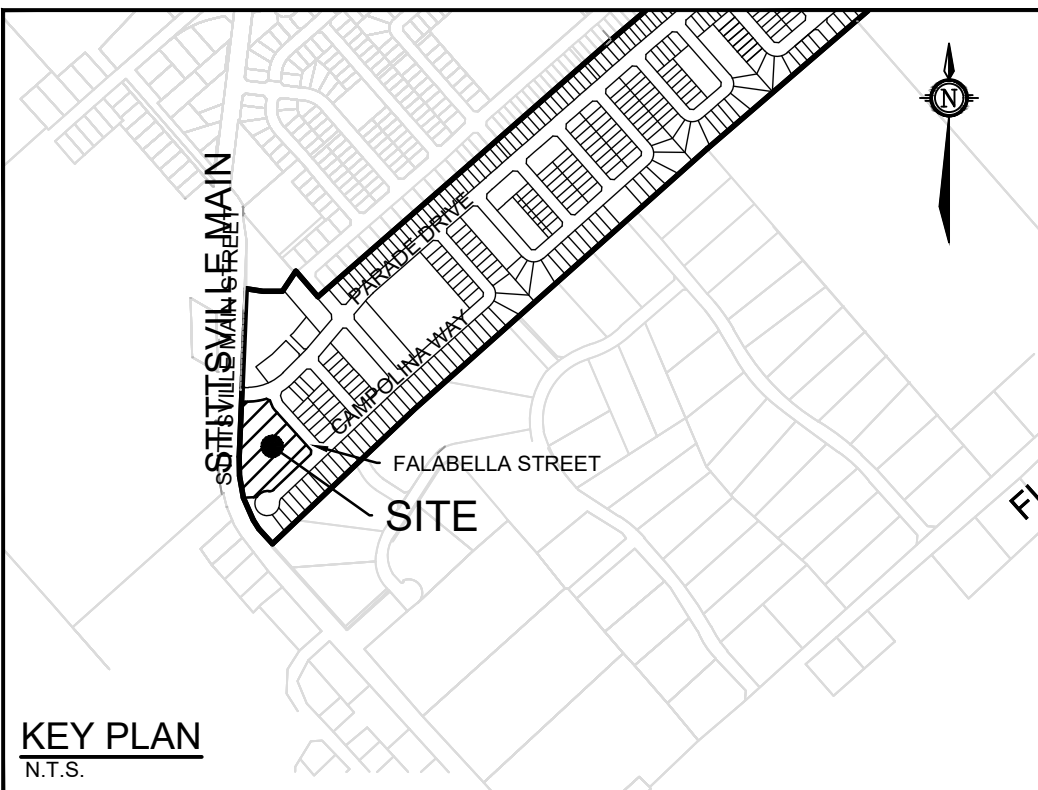 N
STITTSVILLE MAIN
STITTSVILLE MAIN STREET
PARADE DRIVE
CAMPOLINA WAY
FALABELLA STREET
SITE
KEY PLAN
N.T.S.